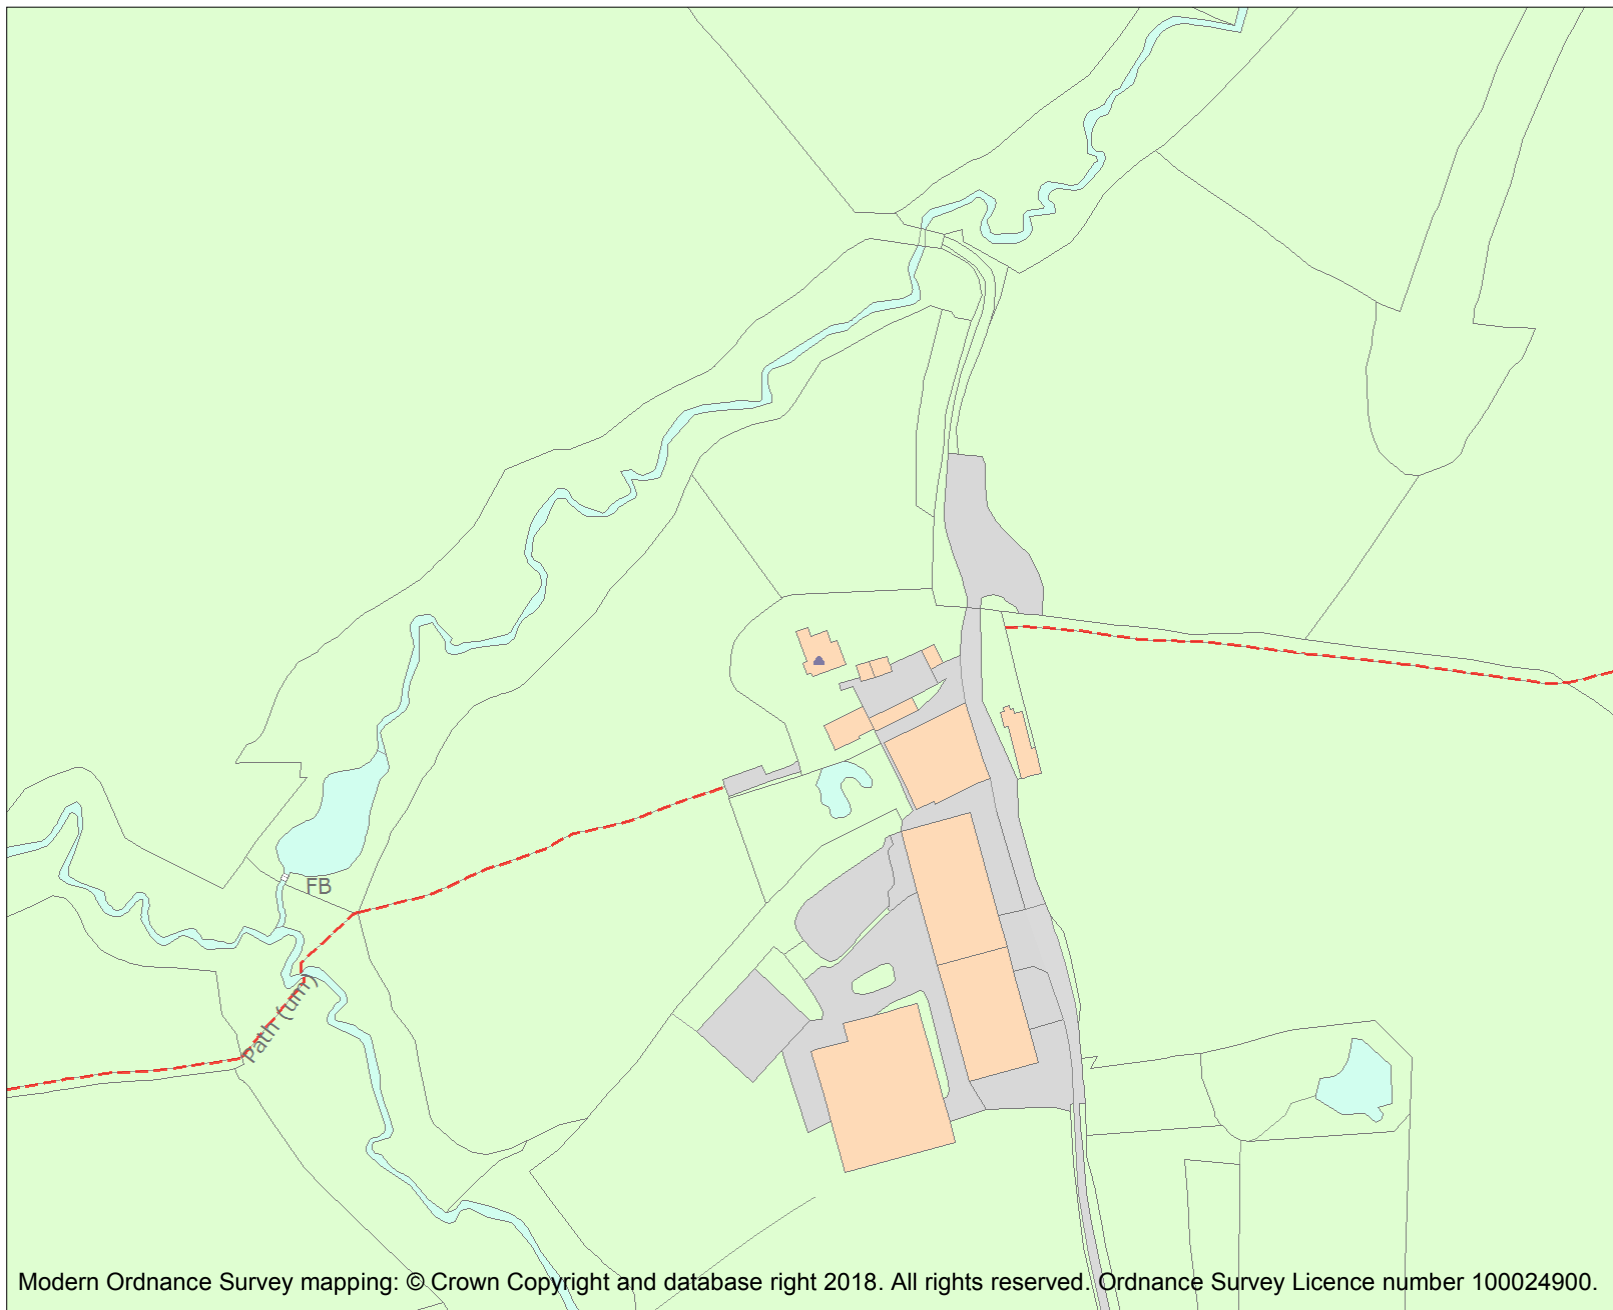 FB
Path (um)
Modern Ordnance Survey mapping: © Crown Copyright and database right 2018. All rights reserved. Ordnance Survey Licence number 100024900.